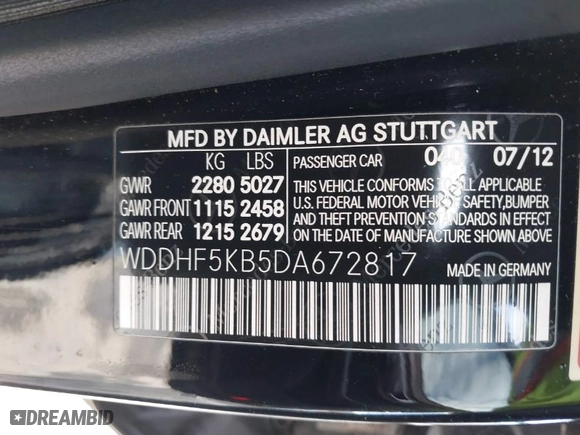 MFD BY DAIMLER AG STUTTGART
KG LBS PASSENGER CAR 040 07/12
GVWR 2280 5027 THIS VEHICLE CONFORMS TO ALL APPLICABLE
GAWR FRONT 1115 2458 U.S. FEDERAL MOTOR VEHICLE SAFETY,BUMPER
AND THEFT PREVENTION STANDARDS IN EFFECT
GAWR REAR 1215 2679 ON THE DATE OF MANUFACTURE SHOWN ABOVE.
WDDHF5KB5DA672817 MADE IN GERMANY
DREAMBID